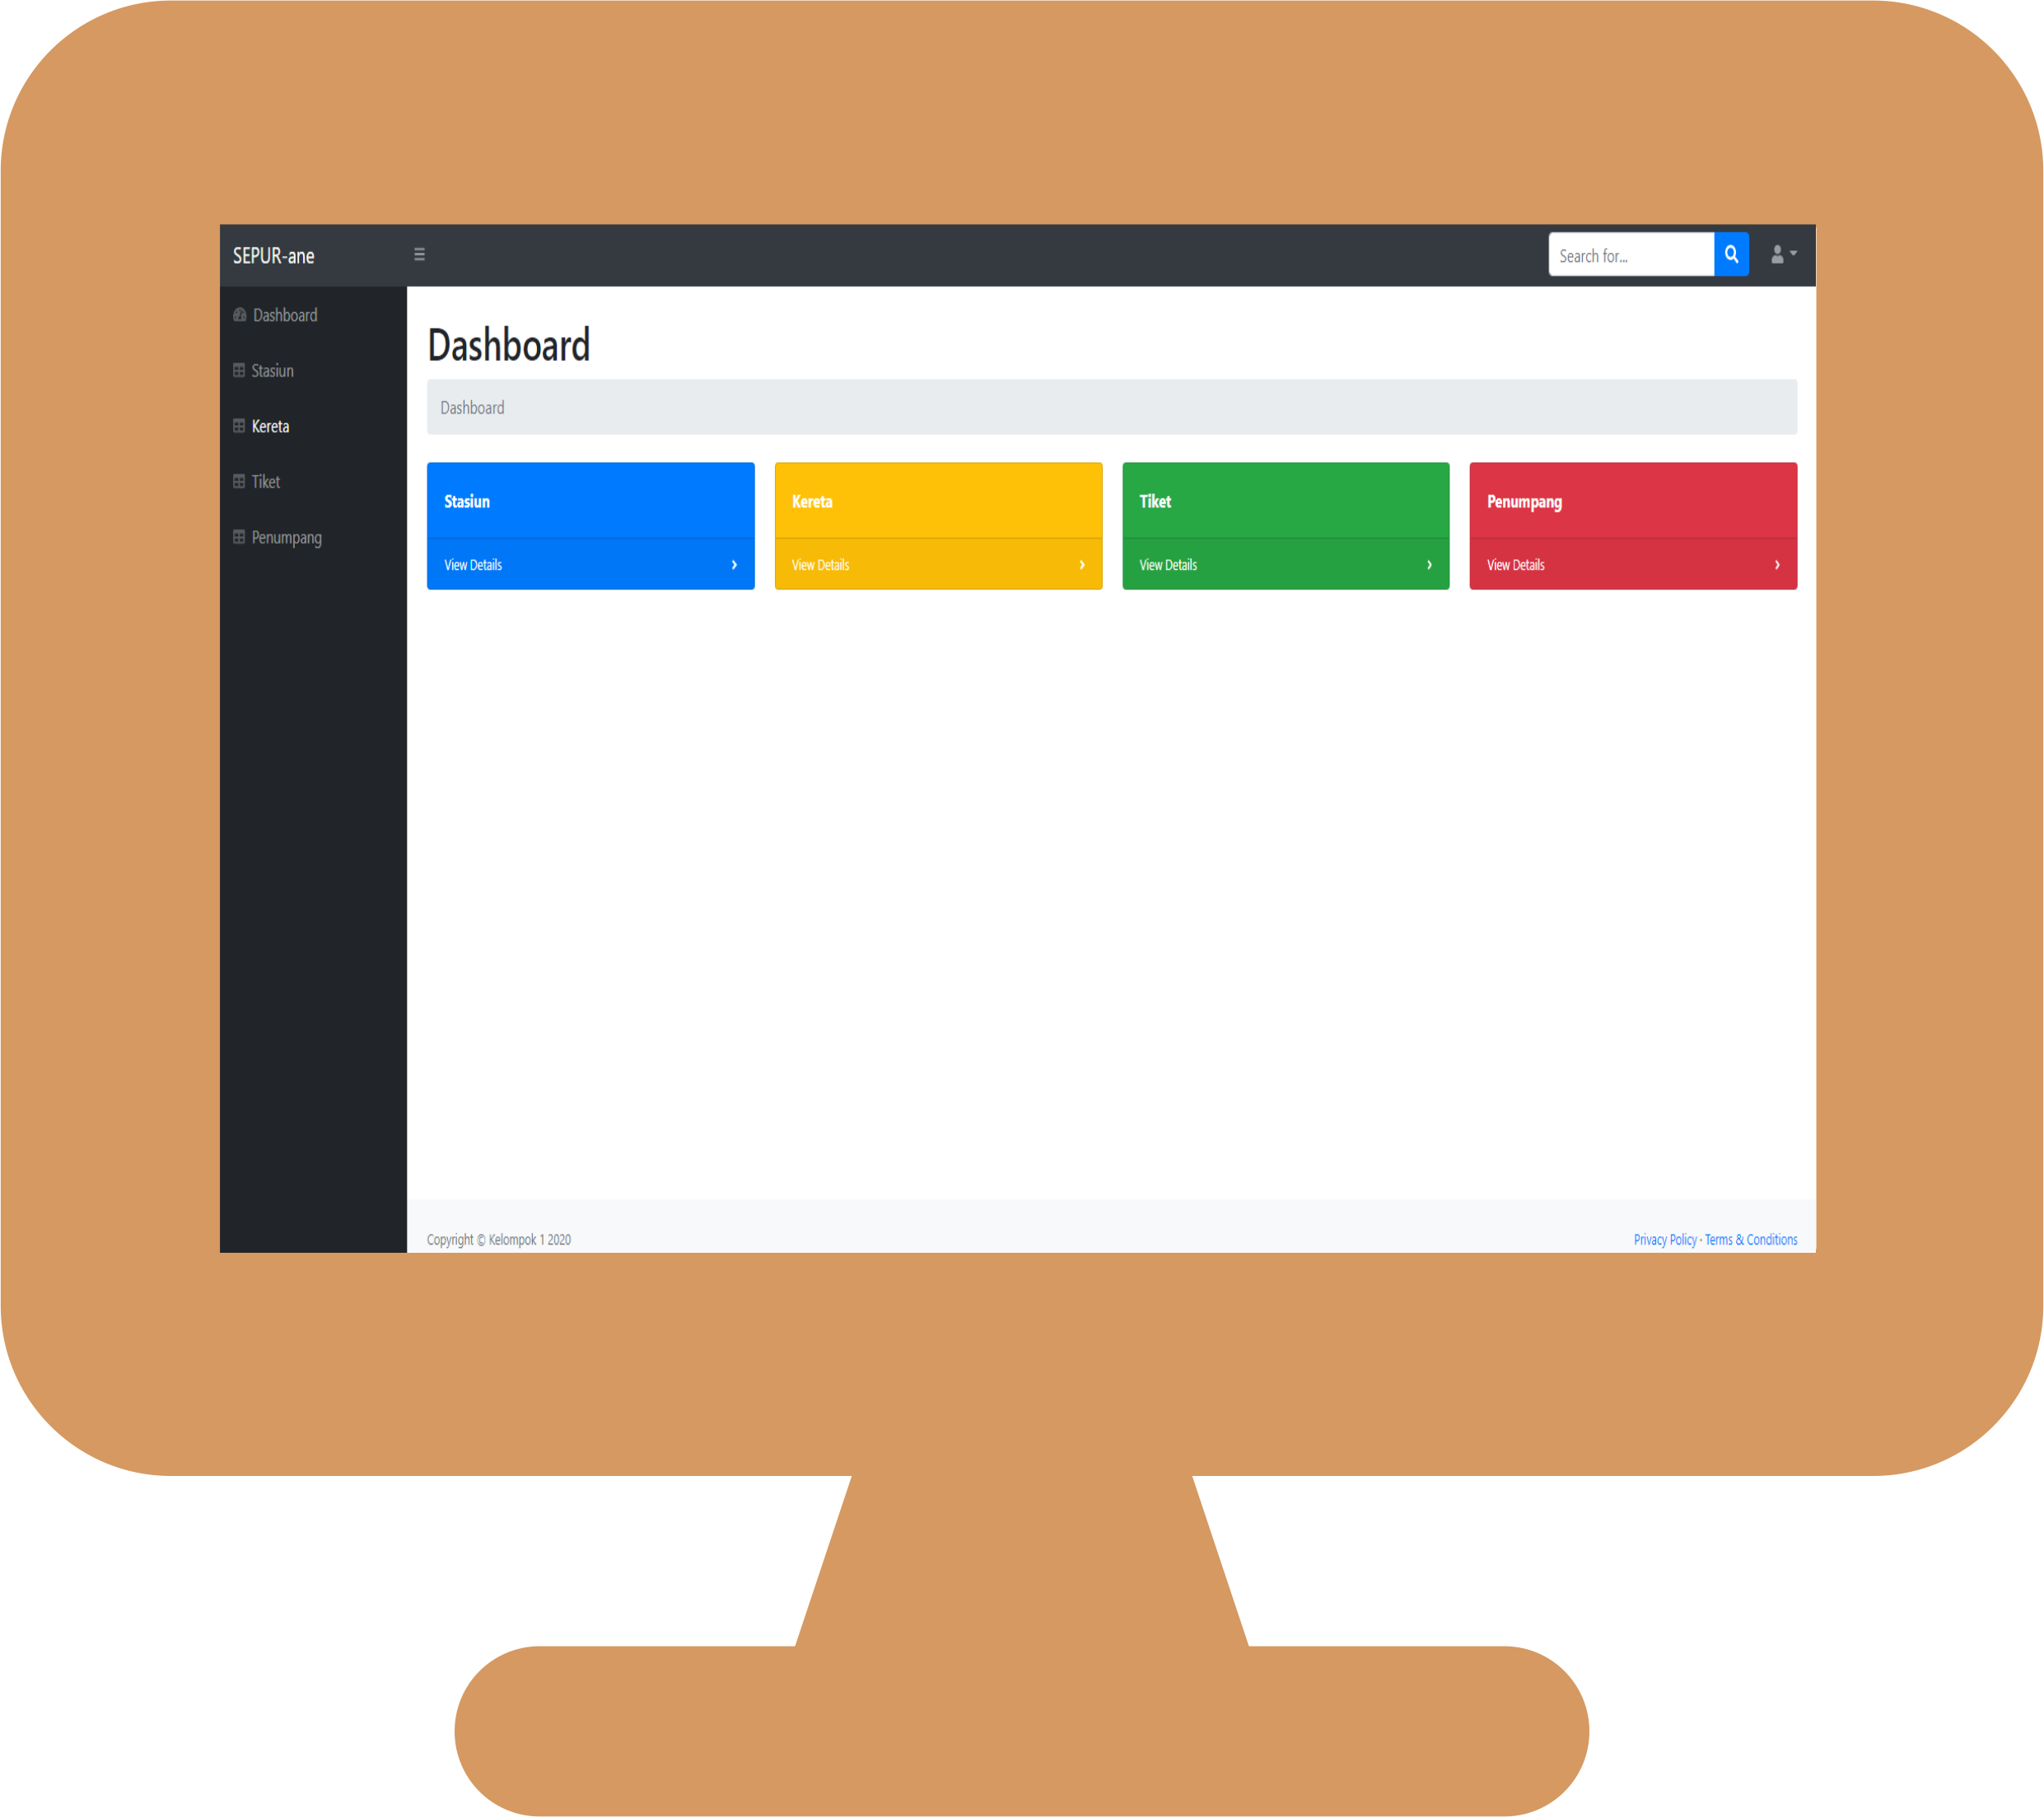 SEPUR-ane
Search for...
Dashboard
Stasiun
Kereta
Tiket
Penumpang
Dashboard
Dashboard
Stasiun
View Details
Kereta
View Details
Tiket
View Details
Penumpang
View Details
Copyright © Kelompok 1 2020
Privacy Policy · Terms & Conditions